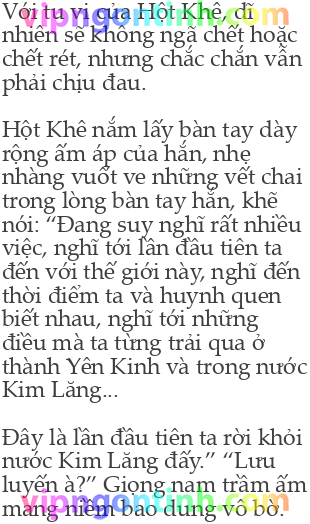 Với tu vi của Hột Khê, dĩ
nhiên sẽ không ngã chết hoặc
chết rét, nhưng chắc chắn vẫn
phải chịu đau.
Hột Khê nắm lấy bàn tay dày
rộng ấm áp của hắn, nhẹ
nhàng vuốt ve những vết chai
trong lòng bàn tay hắn, khẽ
nói: “Đang suy nghĩ rất nhiều
việc, nghĩ tới lần đầu tiên ta
đến với thế giới này, nghĩ đến
thời điểm ta và huynh quen
biết nhau, nghĩ tới những
điều mà ta từng trải qua ở
thành Yên Kinh và trong nước
Kim Lăng...
Đây là lần đầu tiên ta rời khỏi
nước Kim Lăng đấy.” “Lưu
luyến à?” Giọng nam trầm ấm
mang niềm bao dung vô bờ.
vipngontinh.com
vipngontinh.com